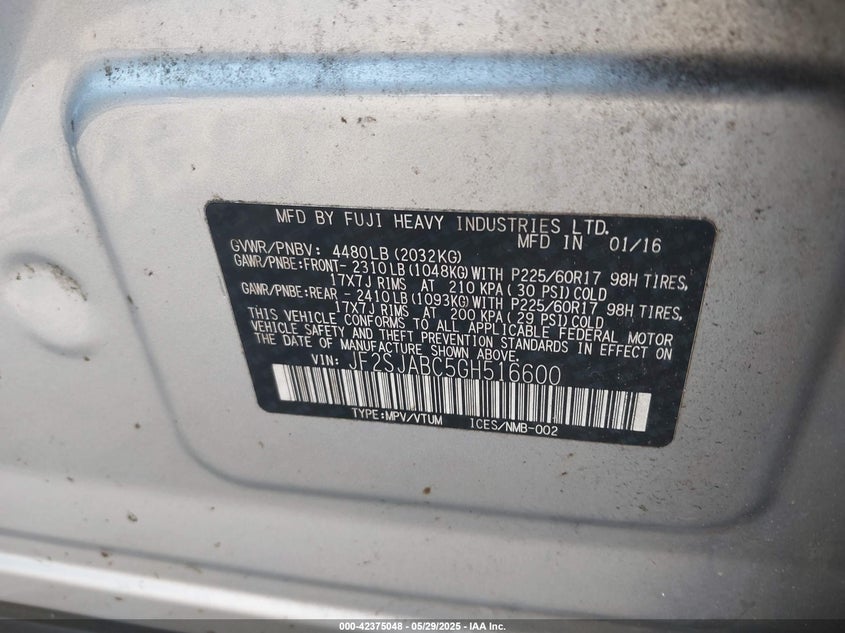 MFD BY FUJI HEAVY INDUSTRIES LTD.
MFD IN 01/16
GVWR/PNBV: 4480LB (2032KG)
GAWR/PNBE:FRONT- 2310LB (1048KG) WITH P225/60R17 98H TIRES,
17X7J RIMS AT 210 KPA ( 30 PSI) COLD
GAWR/PNBE:REAR - 2410LB (1093KG) WITH P225/60R17 98H TIRES,
17X7J RIMS AT 200 KPA ( 29 PSI) COLD
THIS VEHICLE CONFORMS TO ALL APPLICABLE FEDERAL MOTOR
VEHICLE SAFETY AND THEFT PREVENTION STANDARDS IN EFFECT ON
THE DATE OF MANUFACTURE SHOWN ABOVE.
VIN: JF2SJABC5GH516600
TYPE:MPV/VTUM ICES/NMB-002
000-42375048 - 05/29/2025 - IAA Inc.